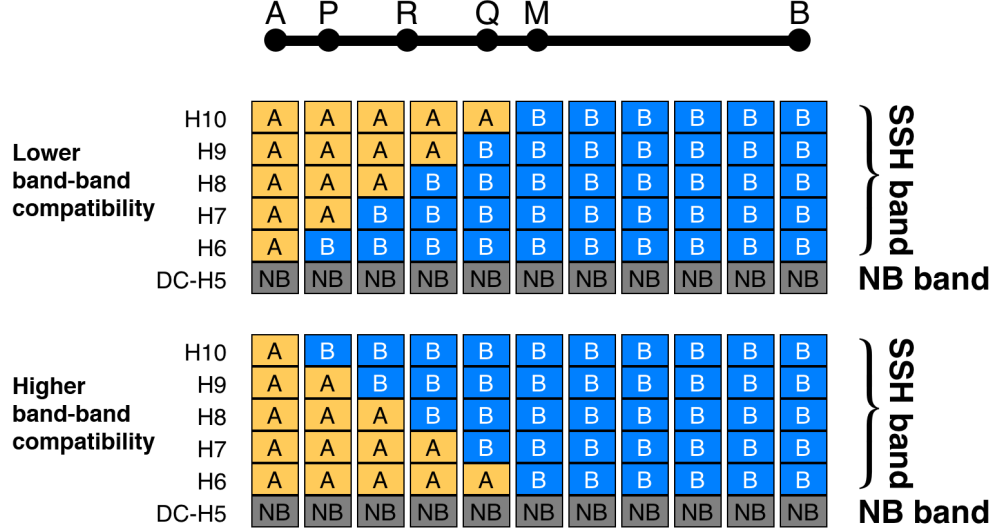 A P R Q M B
Lower
band-band
compatibility
H10 A A A A A B B B B B B
H9 A A A A B B B B B B B
H8 A A A B B B B B B B B
H7 A A B B B B B B B B B
H6 A B B B B B B B B B B
DC-H5 NB NB NB NB NB NB NB NB NB NB NB
SSH band
NB band
Higher
band-band
compatibility
H10 A B B B B B B B B B B
H9 A A B B B B B B B B B
H8 A A A B B B B B B B B
H7 A A A A B B B B B B B
H6 A A A A A B B B B B B
DC-H5 NB NB NB NB NB NB NB NB NB NB NB
SSH band
NB band